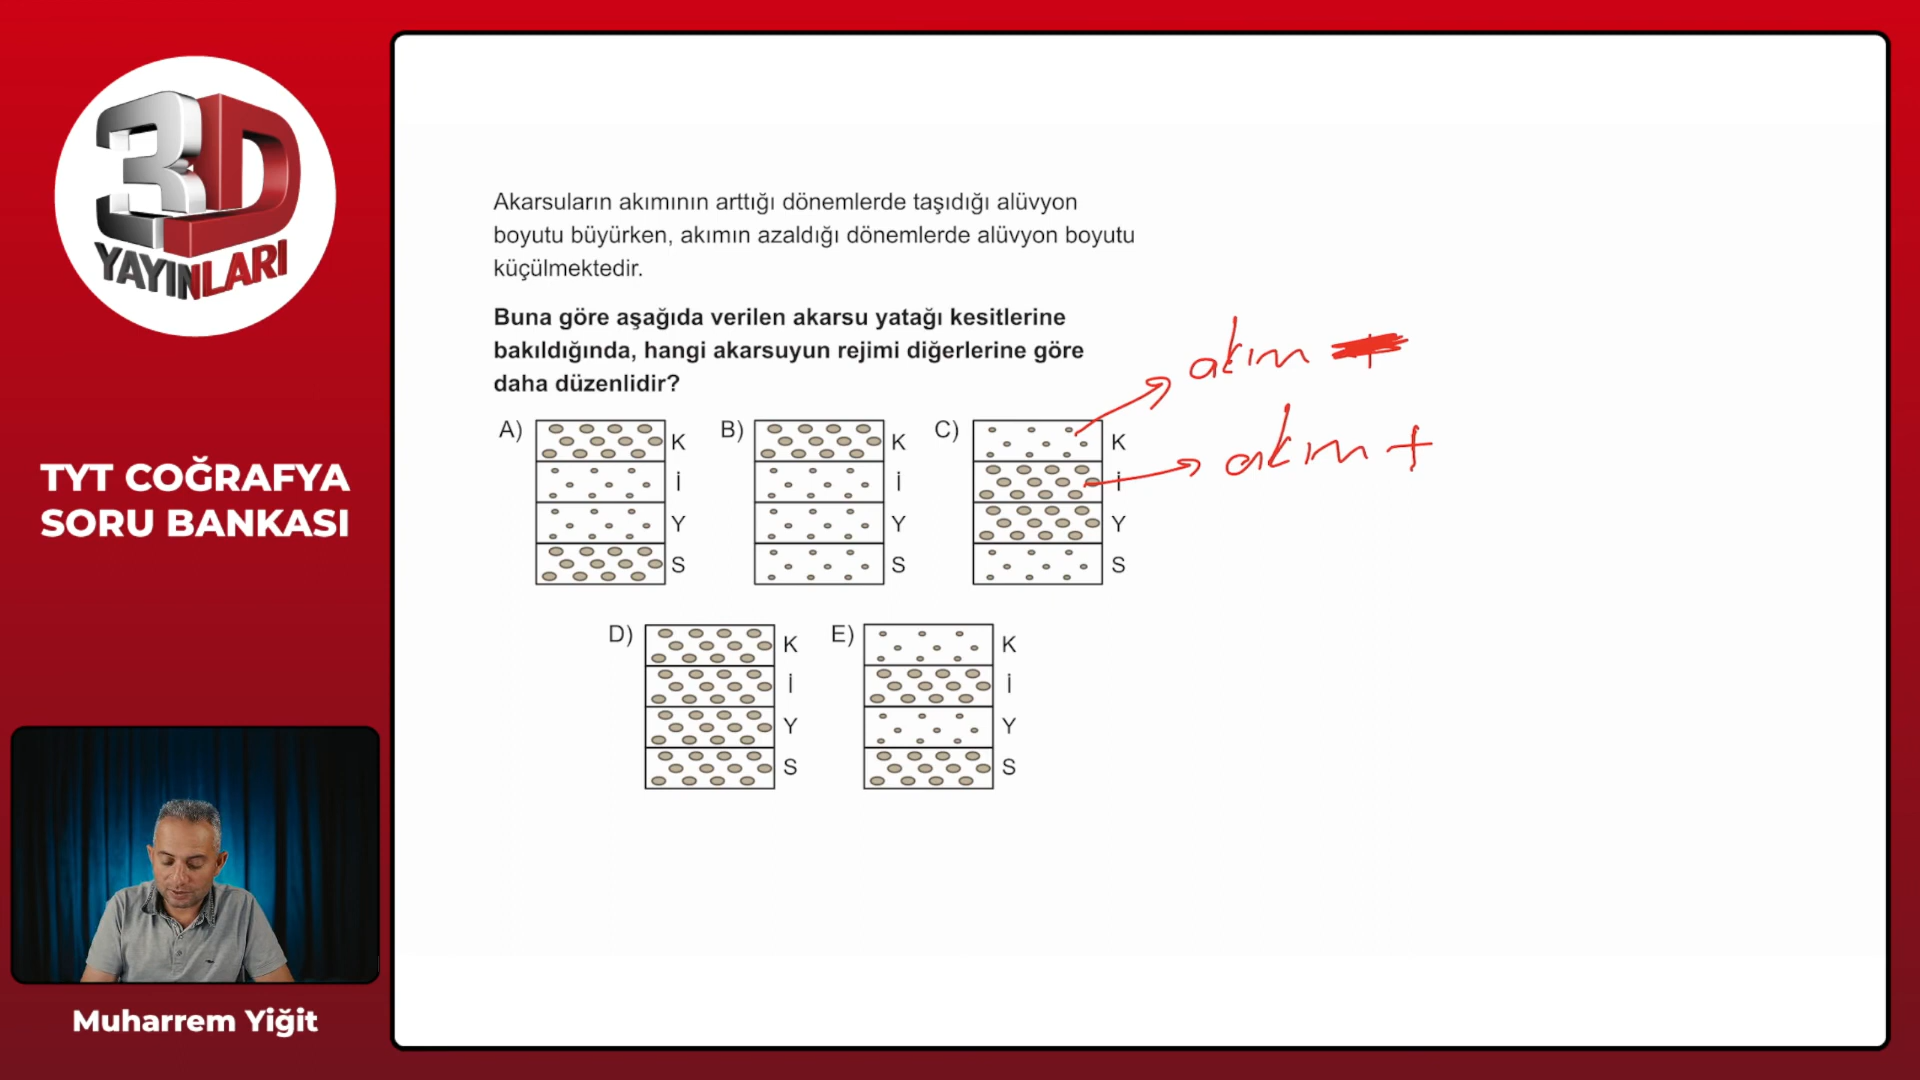 3D
YAYINLARI
TYT COĞRAFYA
SORU BANKASI
Muharrem Yiğit
Akarsuların akımının arttığı dönemlerde taşıdığı alüvyon
boyutu büyürken, akımın azaldığı dönemlerde alüvyon boyutu
küçülmektedir.
Buna göre aşağıda verilen akarsu yatağı kesitlerine
bakıldığında, hangi akarsuyun rejimi diğerlerine göre
daha düzenlidir?
akım -
akım +
A) K
İ
Y
S
B) K
İ
Y
S
C) K
İ
Y
S
D) K
İ
Y
S
E) K
İ
Y
S